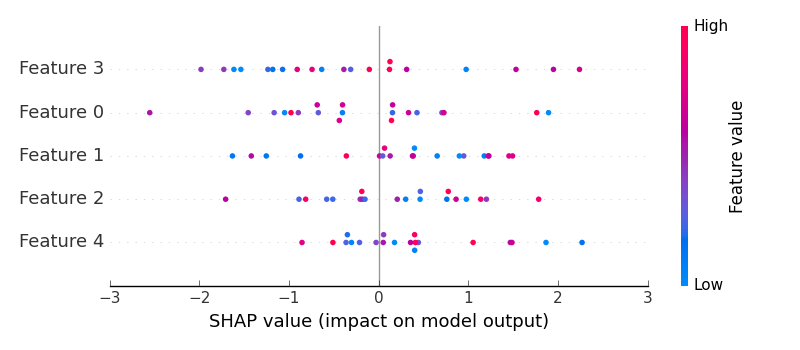 High
Feature 3
Feature 0
Feature 1
Feature 2
Feature 4
Feature value
Low
−3 −2 −1 0 1 2 3
SHAP value (impact on model output)